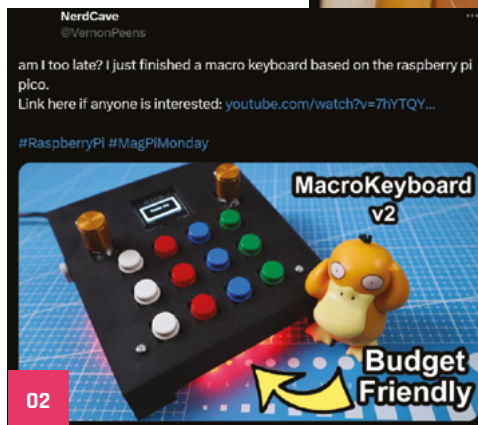 NerdCave
@VernonPeens
am I too late? I just finished a macro keyboard based on the raspberry pi
pico.
Link here if anyone is interested: youtube.com/watch?v=7hYTQY...
#RaspberryPi #MagPiMonday
MacroKeyboard
v2
Budget
Friendly
02